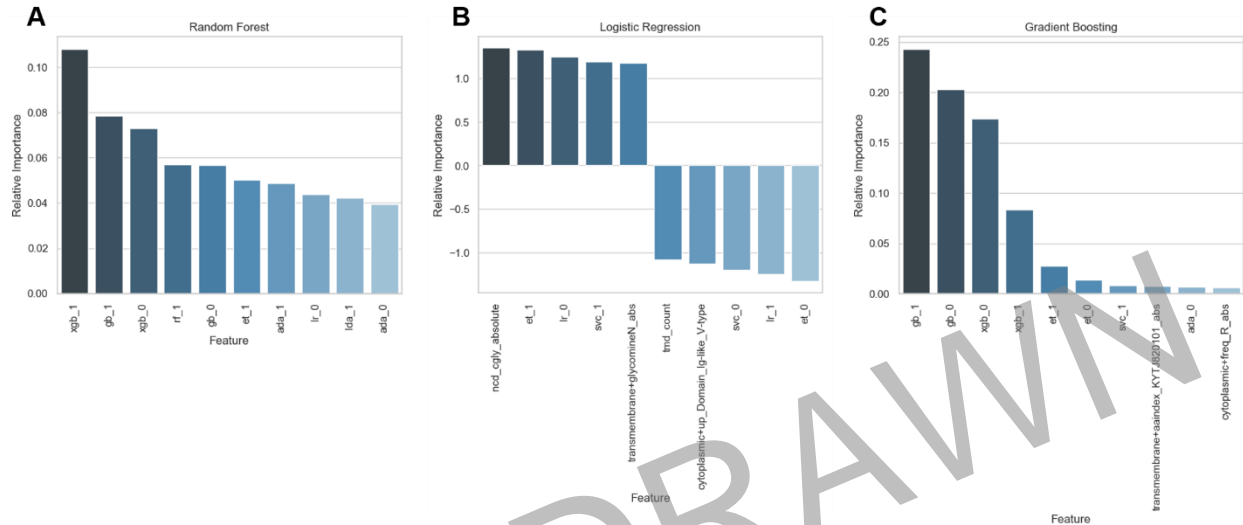 A
Random Forest
Relative Importance
0.10
0.08
0.06
0.04
0.02
0.00
xgb_1
gb_1
xgb_0
rf_1
gb_0
et_1
ada_1
lr_0
lda_1
ada_0
Feature
B
Logistic Regression
Relative Importance
1.0
0.5
0.0
−0.5
−1.0
ncd_cgly_absolute
et_1
lr_0
svc_1
transmembrane+glycomineN_abs
tmd_count
cytoplasmic+up_Domain_Ig-like_V-type
svc_0
lr_1
et_0
Feature
C
Gradient Boosting
Relative Importance
0.25
0.20
0.15
0.10
0.05
0.00
gb_1
gb_0
xgb_0
xgb_1
et_1
et_0
svc_1
transmembrane+aaindex_KYTJ820101_abs
ada_0
cytoplasmic+freq_R_abs
Feature
DRAWN